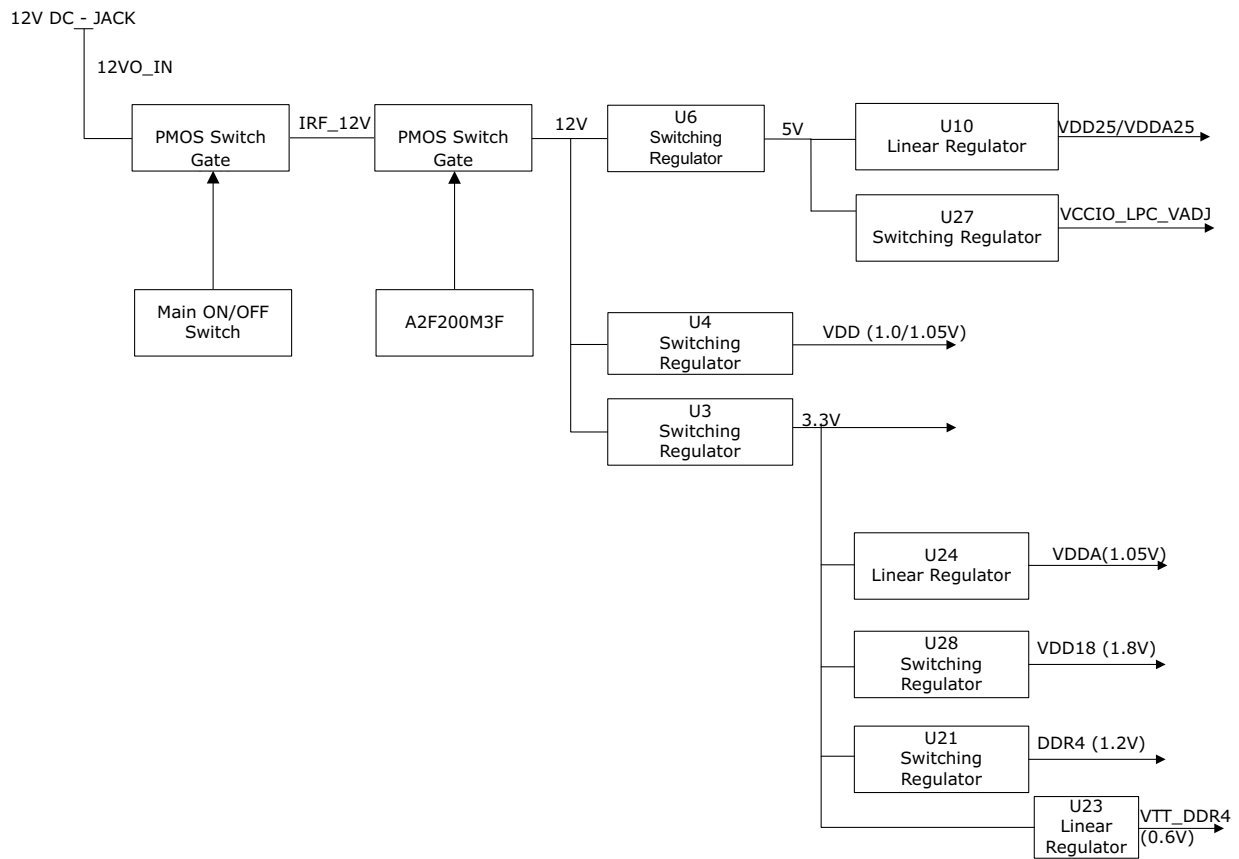 12V DC - JACK
12VO_IN
PMOS Switch
Gate
IRF_12V
PMOS Switch
Gate
12V
U6
Switching
Regulator
5V
U10
Linear Regulator
VDD25/VDDA25
U27
Switching Regulator
VCCIO_LPC_VADJ
Main ON/OFF
Switch
A2F200M3F
U4
Switching
Regulator
VDD (1.0/1.05V)
U3
Switching
Regulator
3.3V
U24
Linear Regulator
VDDA(1.05V)
U28
Switching
Regulator
VDD18 (1.8V)
U21
Switching
Regulator
DDR4 (1.2V)
U23
Linear
Regulator
VTT_DDR4
(0.6V)